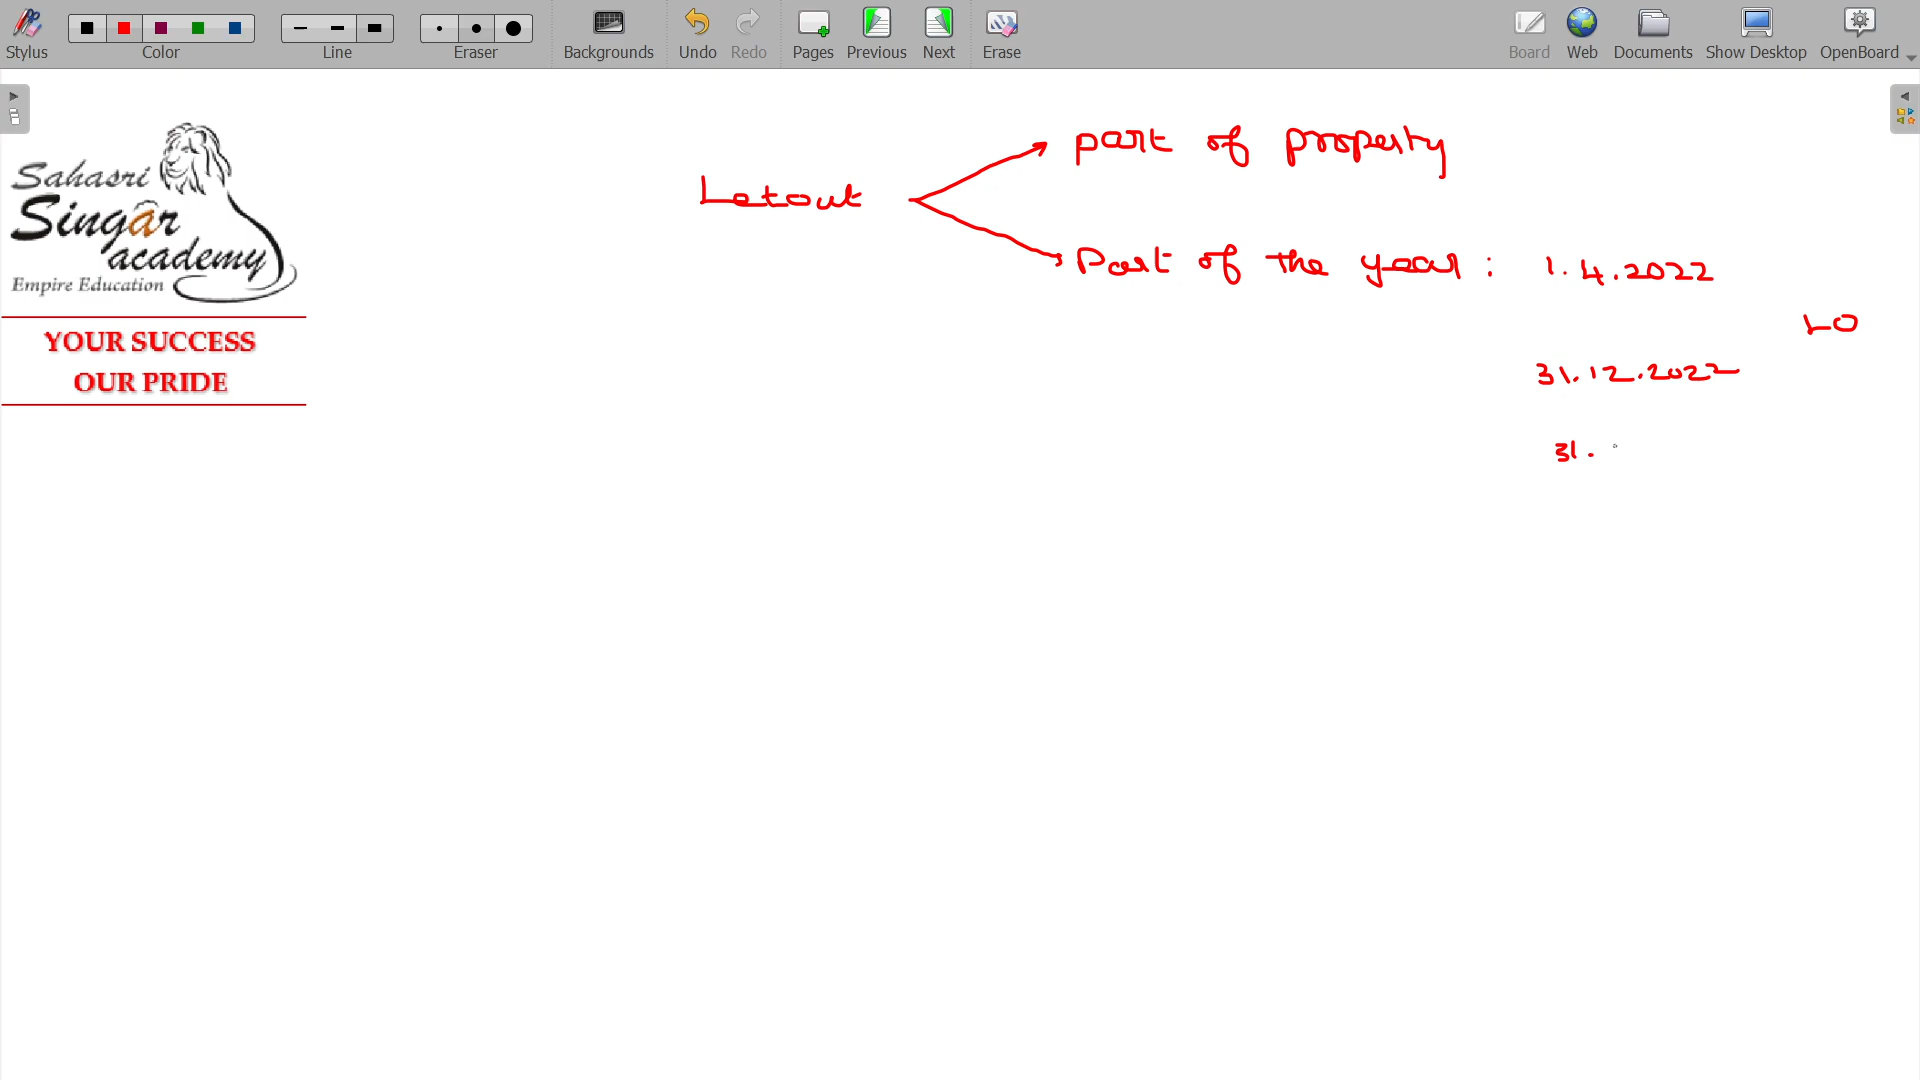 Stylus
Color
Line
Eraser
Backgrounds
Undo
Redo
Pages
Previous
Next
Erase
Board
Web
Documents
Show Desktop
OpenBoard
Sahasri
Singar
academy
Empire Education
YOUR SUCCESS
OUR PRIDE
Letout
part of property
Part of the year : 1.4.2022
LO
31.12.2022
31.